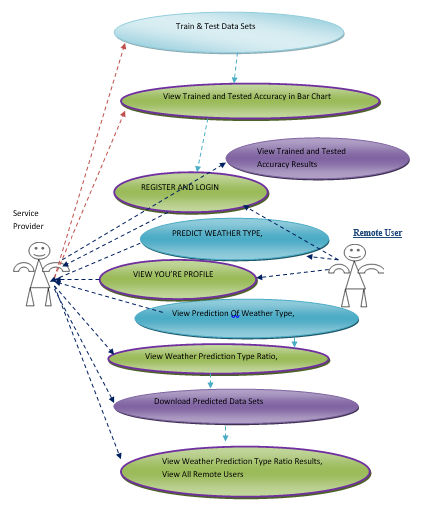 Train & Test Data Sets
View Trained and Tested Accuracy in Bar Chart
View Trained and Tested
Accuracy Results
REGISTER AND LOGIN
Service
Provider
PREDICT WEATHER TYPE,
Remote User
VIEW YOU'RE PROFILE
View Prediction Of Weather Type,
View Weather Prediction Type Ratio,
Download Predicted Data Sets
View Weather Prediction Type Ratio Results,
View All Remote Users